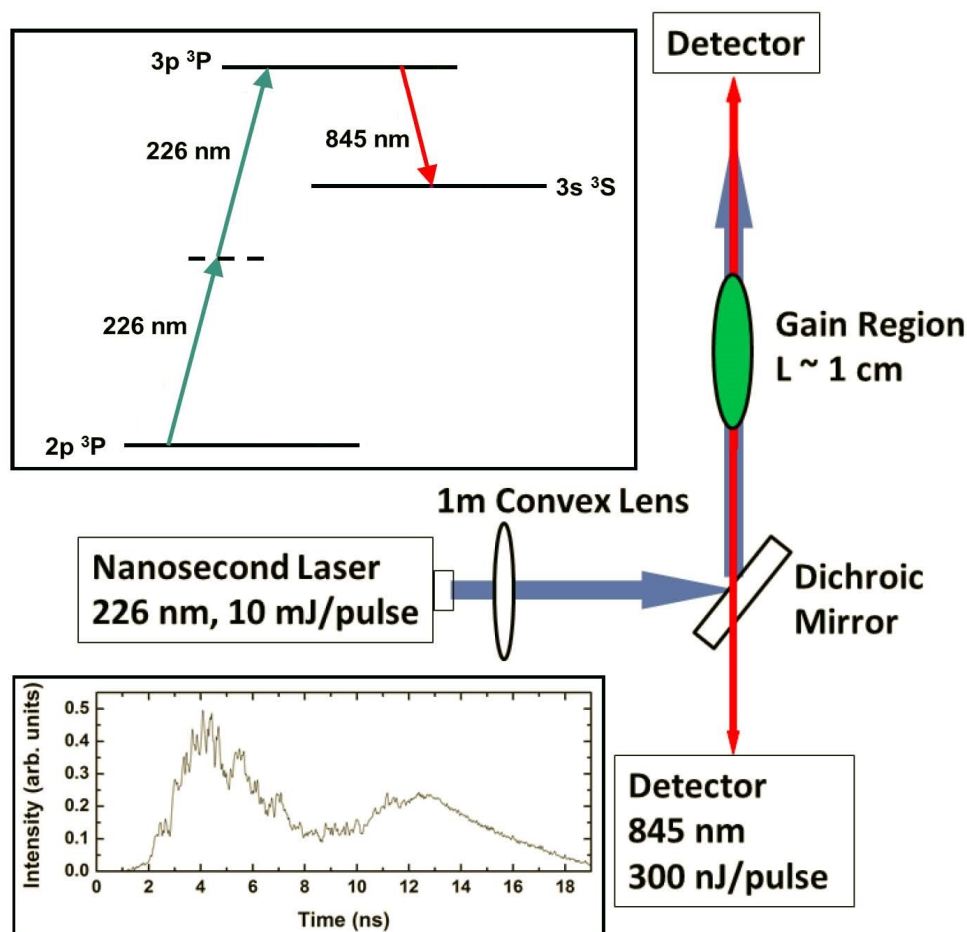 3p ³P
226 nm
845 nm
3s ³S
226 nm
2p ³P
Detector
Gain Region
L ~ 1 cm
1m Convex Lens
Nanosecond Laser
226 nm, 10 mJ/pulse
Dichroic
Mirror
Detector
845 nm
300 nJ/pulse
Intensity (arb. units)
0.5
0.4
0.3
0.2
0.1
0.0
0 2 4 6 8 10 12 14 16 18
Time (ns)